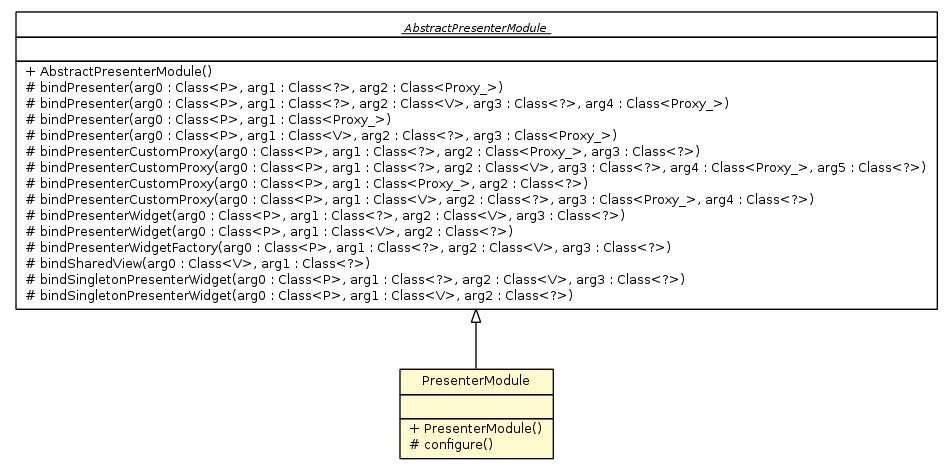 AbstractPresenterModule
+ AbstractPresenterModule()
# bindPresenter(arg0 : Class<P>, arg1 : Class<?>, arg2 : Class<Proxy_>)
# bindPresenter(arg0 : Class<P>, arg1 : Class<?>, arg2 : Class<V>, arg3 : Class<?>, arg4 : Class<Proxy_>)
# bindPresenter(arg0 : Class<P>, arg1 : Class<Proxy_>)
# bindPresenter(arg0 : Class<P>, arg1 : Class<V>, arg2 : Class<?>, arg3 : Class<Proxy_>)
# bindPresenterCustomProxy(arg0 : Class<P>, arg1 : Class<?>, arg2 : Class<Proxy_>, arg3 : Class<?>)
# bindPresenterCustomProxy(arg0 : Class<P>, arg1 : Class<?>, arg2 : Class<V>, arg3 : Class<?>, arg4 : Class<Proxy_>, arg5 : Class<?>)
# bindPresenterCustomProxy(arg0 : Class<P>, arg1 : Class<Proxy_>, arg2 : Class<?>)
# bindPresenterCustomProxy(arg0 : Class<P>, arg1 : Class<V>, arg2 : Class<?>, arg3 : Class<Proxy_>, arg4 : Class<?>)
# bindPresenterWidget(arg0 : Class<P>, arg1 : Class<?>, arg2 : Class<V>, arg3 : Class<?>)
# bindPresenterWidget(arg0 : Class<P>, arg1 : Class<V>, arg2 : Class<?>)
# bindPresenterWidgetFactory(arg0 : Class<P>, arg1 : Class<?>, arg2 : Class<V>, arg3 : Class<?>)
# bindSharedView(arg0 : Class<V>, arg1 : Class<?>)
# bindSingletonPresenterWidget(arg0 : Class<P>, arg1 : Class<?>, arg2 : Class<V>, arg3 : Class<?>)
# bindSingletonPresenterWidget(arg0 : Class<P>, arg1 : Class<V>, arg2 : Class<?>)
PresenterModule
+ PresenterModule()
# configure()